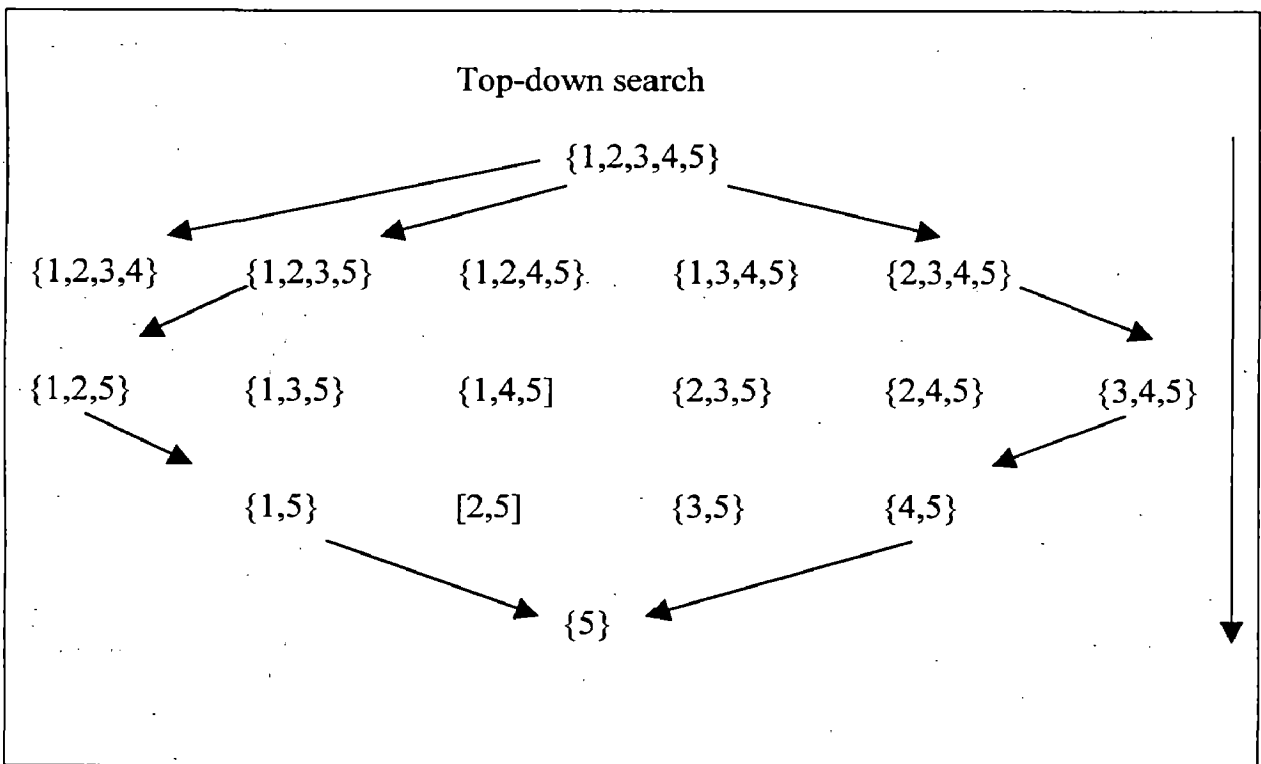 Top-down search
{1,2,3,4,5}
{1,2,3,4} {1,2,3,5} {1,2,4,5} {1,3,4,5} {2,3,4,5}
{1,2,5} {1,3,5} {1,4,5] {2,3,5} {2,4,5} {3,4,5}
{1,5} [2,5] {3,5} {4,5}
{5}